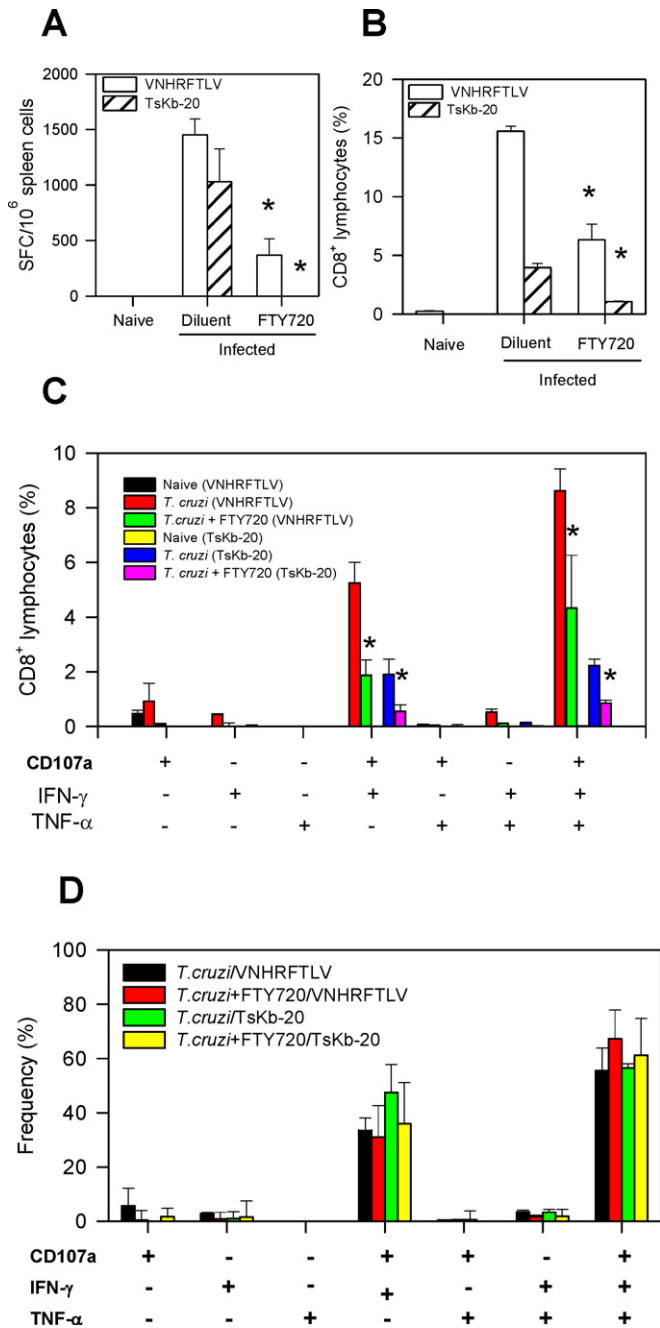 A
VNHRFTLV
TsKb-20
SFC/10⁶ spleen cells
2000
1500
1000
500
0
*
*
Naive
Diluent
FTY720
Infected
B
VNHRFTLV
TsKb-20
CD8⁺ lymphocytes (%)
20
15
10
5
0
*
*
Naive
Diluent
FTY720
Infected
C
Naive (VNHRFTLV)
T. cruzi (VNHRFTLV)
T.cruzi + FTY720 (VNHRFTLV)
Naive (TsKb-20)
T. cruzi (TsKb-20)
T. cruzi + FTY720 (TsKb-20)
CD8⁺ lymphocytes (%)
10
8
6
4
2
0
*
*
*
*
CD107a + - - + + - +
IFN-γ - + - + - + +
TNF-α - - + - + + +
D
T.cruzi/VNHRFTLV
T.cruzi+FTY720/VNHRFTLV
T.cruzi/TsKb-20
T.cruzi+FTY720/TsKb-20
Frequency (%)
100
80
60
40
20
0
CD107a + - - + + - +
IFN-γ - + - + - + +
TNF-α - - + - + + +